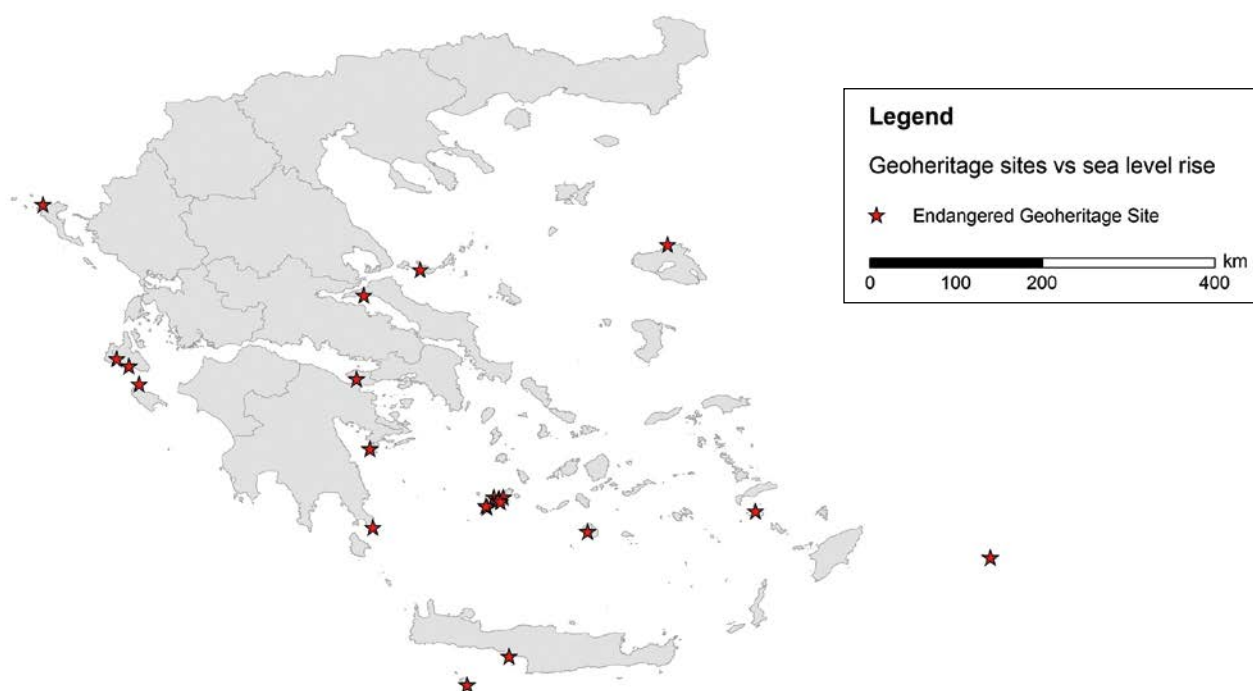 Legend
Geoheritage sites vs sea level rise
Endangered Geoheritage Site
km
0 100 200 400